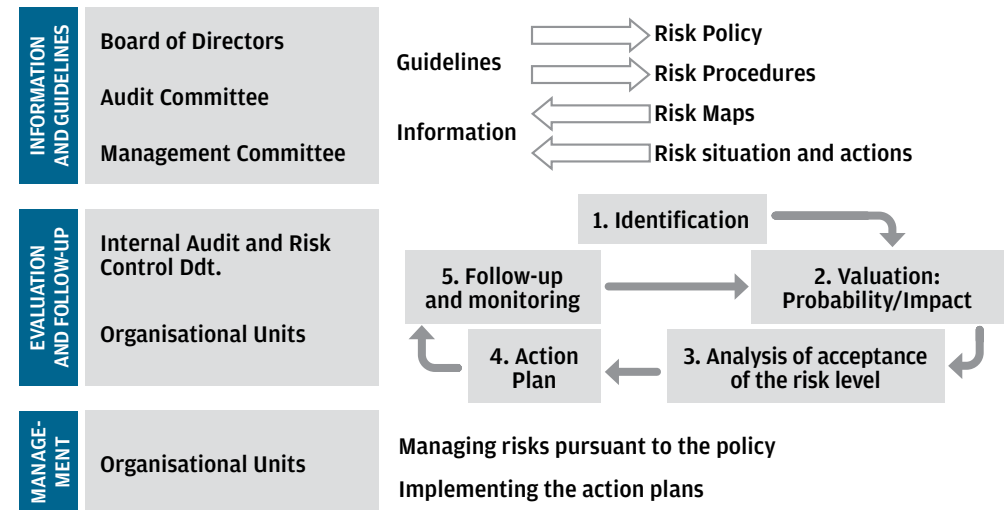 INFORMATION
AND GUIDELINES
Board of Directors
Audit Committee
Management Committee
Guidelines
Risk Policy
Risk Procedures
Information
Risk Maps
Risk situation and actions
EVALUATION
AND FOLLOW-UP
Internal Audit and Risk
Control Ddt.
Organisational Units
1. Identification
2. Valuation:
Probability/Impact
3. Analysis of acceptance
of the risk level
4. Action
Plan
5. Follow-up
and monitoring
MANAGE-
MENT
Organisational Units
Managing risks pursuant to the policy
Implementing the action plans